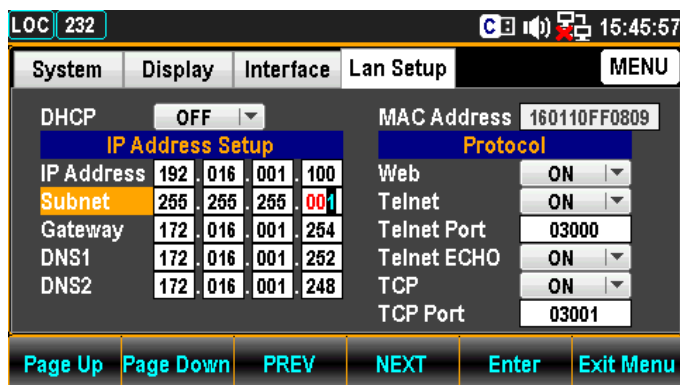 LOC 232 C 15:45:57
System Display Interface Lan Setup MENU
DHCP OFF MAC Address 160110FF0809
IP Address Setup Protocol
IP Address 192 . 016 . 001 . 100 Web ON
Subnet 255 . 255 . 255 . 001 Telnet ON
Gateway 172 . 016 . 001 . 254 Telnet Port 03000
DNS1 172 . 016 . 001 . 252 Telnet ECHO ON
DNS2 172 . 016 . 001 . 248 TCP ON
TCP Port 03001
Page Up Page Down PREV NEXT Enter Exit Menu